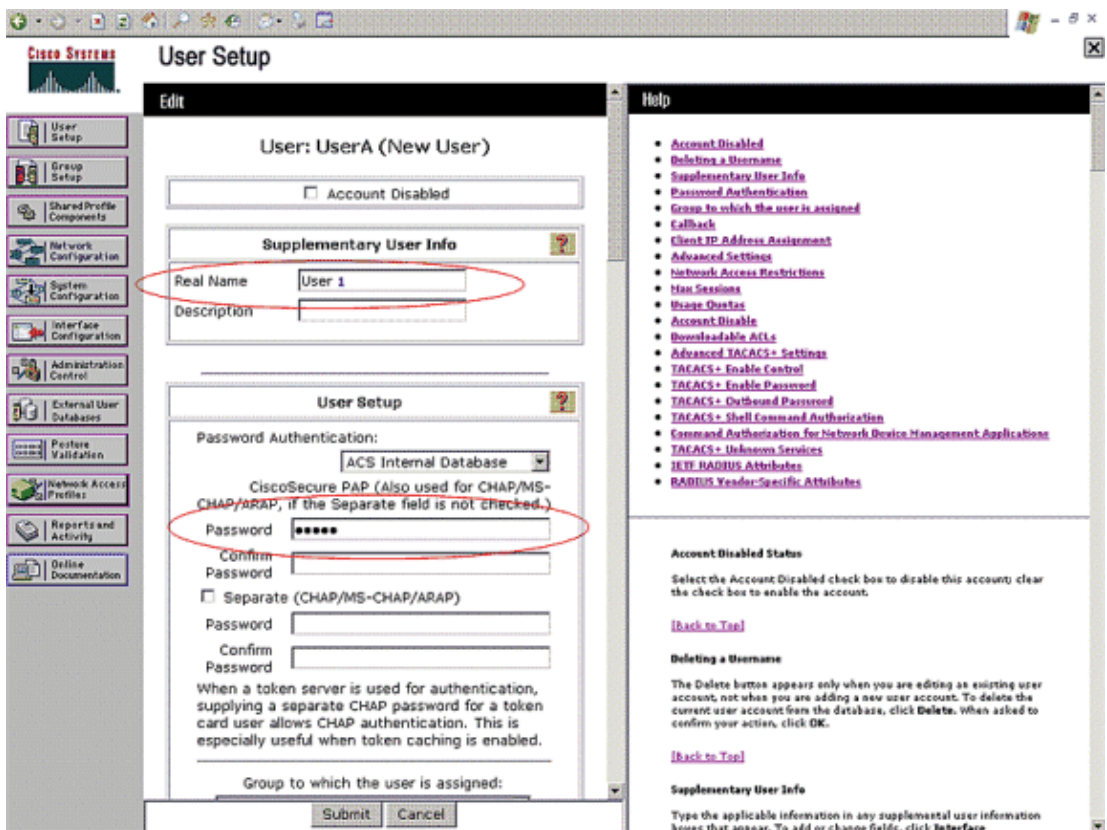 Cisco Systems
User Setup
User
Setup
Group
Setup
Shared Profile
Components
Network
Configuration
System
Configuration
Interface
Configuration
Administration
Control
External User
Databases
Posture
Validation
Network Access
Profiles
Reports and
Activity
Online
Documentation
Edit
User: UserA (New User)
Account Disabled
Supplementary User Info
?
Real Name
User 1
Description
User Setup
?
Password Authentication:
ACS Internal Database
CiscoSecure PAP (Also used for CHAP/MS-
CHAP/ARAP, if the Separate field is not checked.)
Password
•••••
Confirm
Password
Separate (CHAP/MS-CHAP/ARAP)
Password
Confirm
Password
When a token server is used for authentication,
supplying a separate CHAP password for a token
card user allows CHAP authentication. This is
especially useful when token caching is enabled.
Group to which the user is assigned:
Submit
Cancel
Help
Account Disabled
Deleting a Username
Supplementary User Info
Password Authentication
Group to which the user is assigned
Callback
Client IP Address Assignment
Advanced Settings
Network Access Restrictions
Max Sessions
Usage Quotas
Account Disable
Downloadable ACLs
Advanced TACACS+ Settings
TACACS+ Enable Control
TACACS+ Enable Password
TACACS+ Outbound Password
TACACS+ Shell Command Authorization
Command Authorization for Network Device Management Applications
TACACS+ Unknown Services
IETF RADIUS Attributes
RADIUS Vendor-Specific Attributes
Account Disabled Status
Select the Account Disabled check box to disable this account; clear
the check box to enable the account.
[Back to Top]
Deleting a Username
The Delete button appears only when you are editing an existing user
account, not when you are adding a new user account. To delete the
current user account from the database, click Delete. When asked to
confirm your action, click OK.
[Back to Top]
Supplementary User Info
Type the applicable information in any supplemental user information
boxes that appear. To add or change fields, click Interface